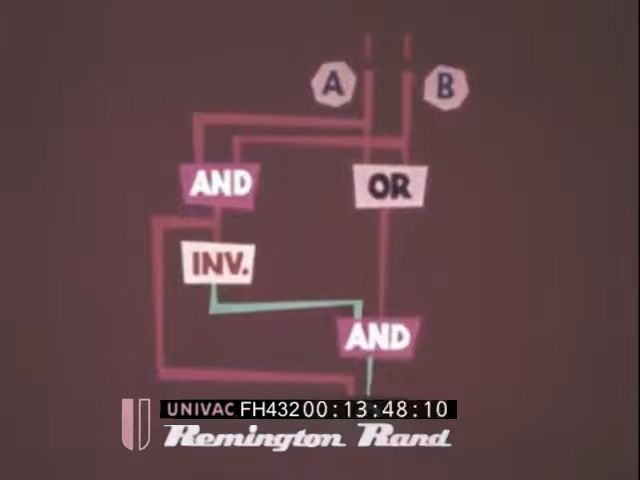 A B
AND OR
INV.
AND
UNIVAC FH432 00:13:48:10
Remington Rand